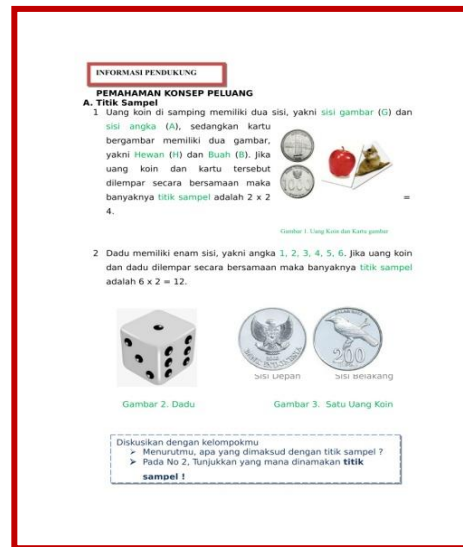 INFORMASI PENDUKUNG
PEMAHAMAN KONSEP PELUANG
A. Titik Sampel
1 Uang koin di samping memiliki dua sisi, yakni sisi gambar (G) dan
sisi angka (A), sedangkan kartu
bergambar memiliki dua gambar,
yakni Hewan (H) dan Buah (B). Jika
uang koin dan kartu tersebut
dilempar secara bersamaan maka
banyaknya titik sampel adalah 2 x 2 =
4.
Gambar 1. Uang Koin dan Kartu gambar
2 Dadu memiliki enam sisi, yakni angka 1, 2, 3, 4, 5, 6. Jika uang koin
dan dadu dilempar secara bersamaan maka banyaknya titik sampel
adalah 6 x 2 = 12.
200
Sisi Depan Sisi Belakang
Gambar 2. Dadu Gambar 3. Satu Uang Koin
Diskusikan dengan kelompokmu
➢ Menurutmu, apa yang dimaksud dengan titik sampel ?
➢ Pada No 2, Tunjukkan yang mana dinamakan titik
sampel !